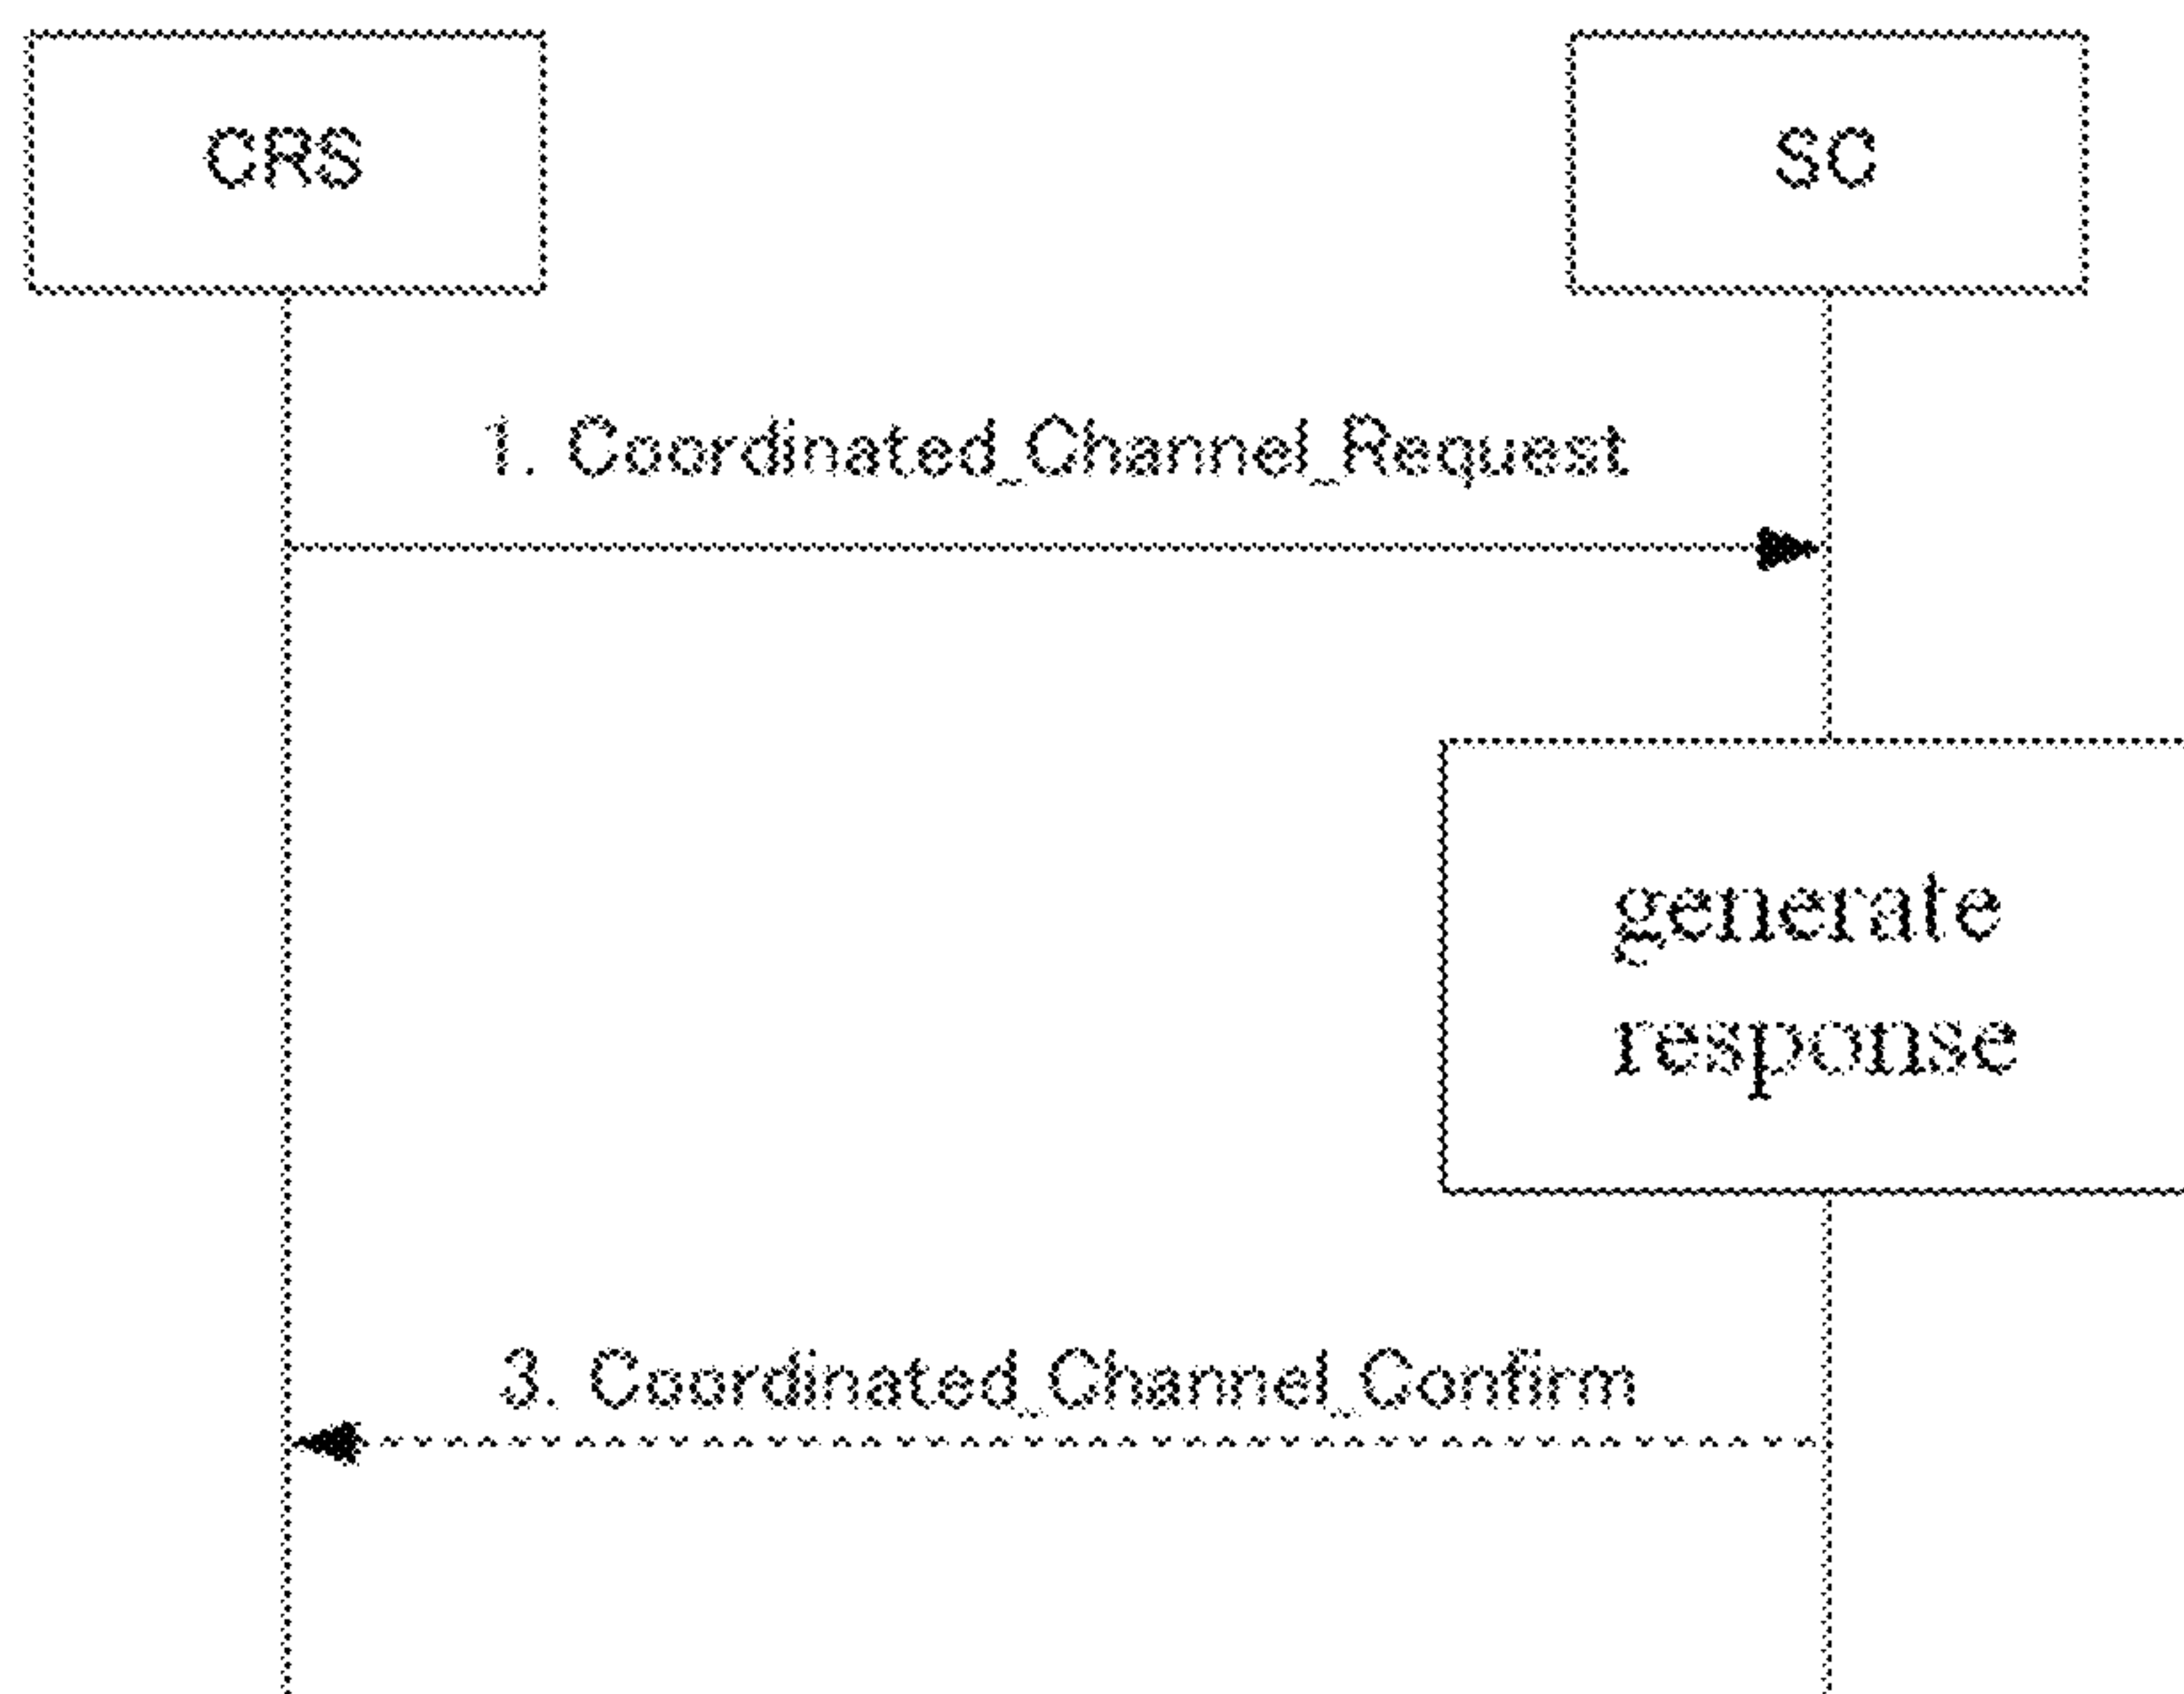 CRS
SC
1. Coordinated_Channel_Request
generate
response
3. Coordinated_Channel_Confirm